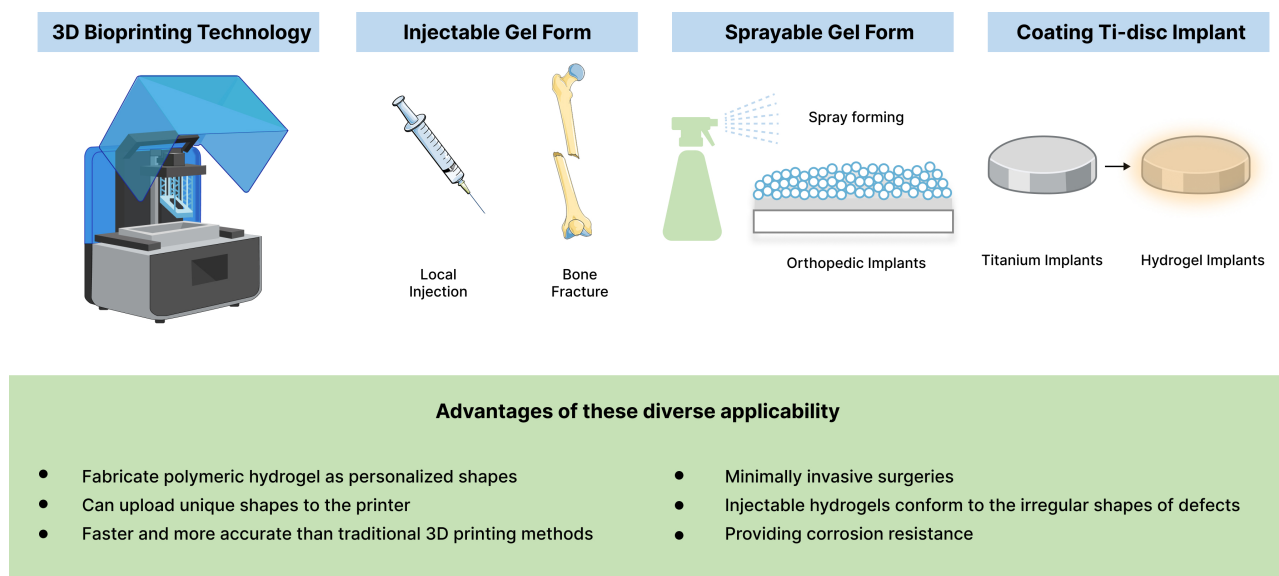 3D Bioprinting Technology
Injectable Gel Form
Sprayable Gel Form
Coating Ti-disc Implant
Spray forming
Local
Injection
Bone
Fracture
Orthopedic Implants
Titanium Implants
Hydrogel Implants
Advantages of these diverse applicability
● Fabricate polymeric hydrogel as personalized shapes
● Can upload unique shapes to the printer
● Faster and more accurate than traditional 3D printing methods
● Minimally invasive surgeries
● Injectable hydrogels conform to the irregular shapes of defects
● Providing corrosion resistance